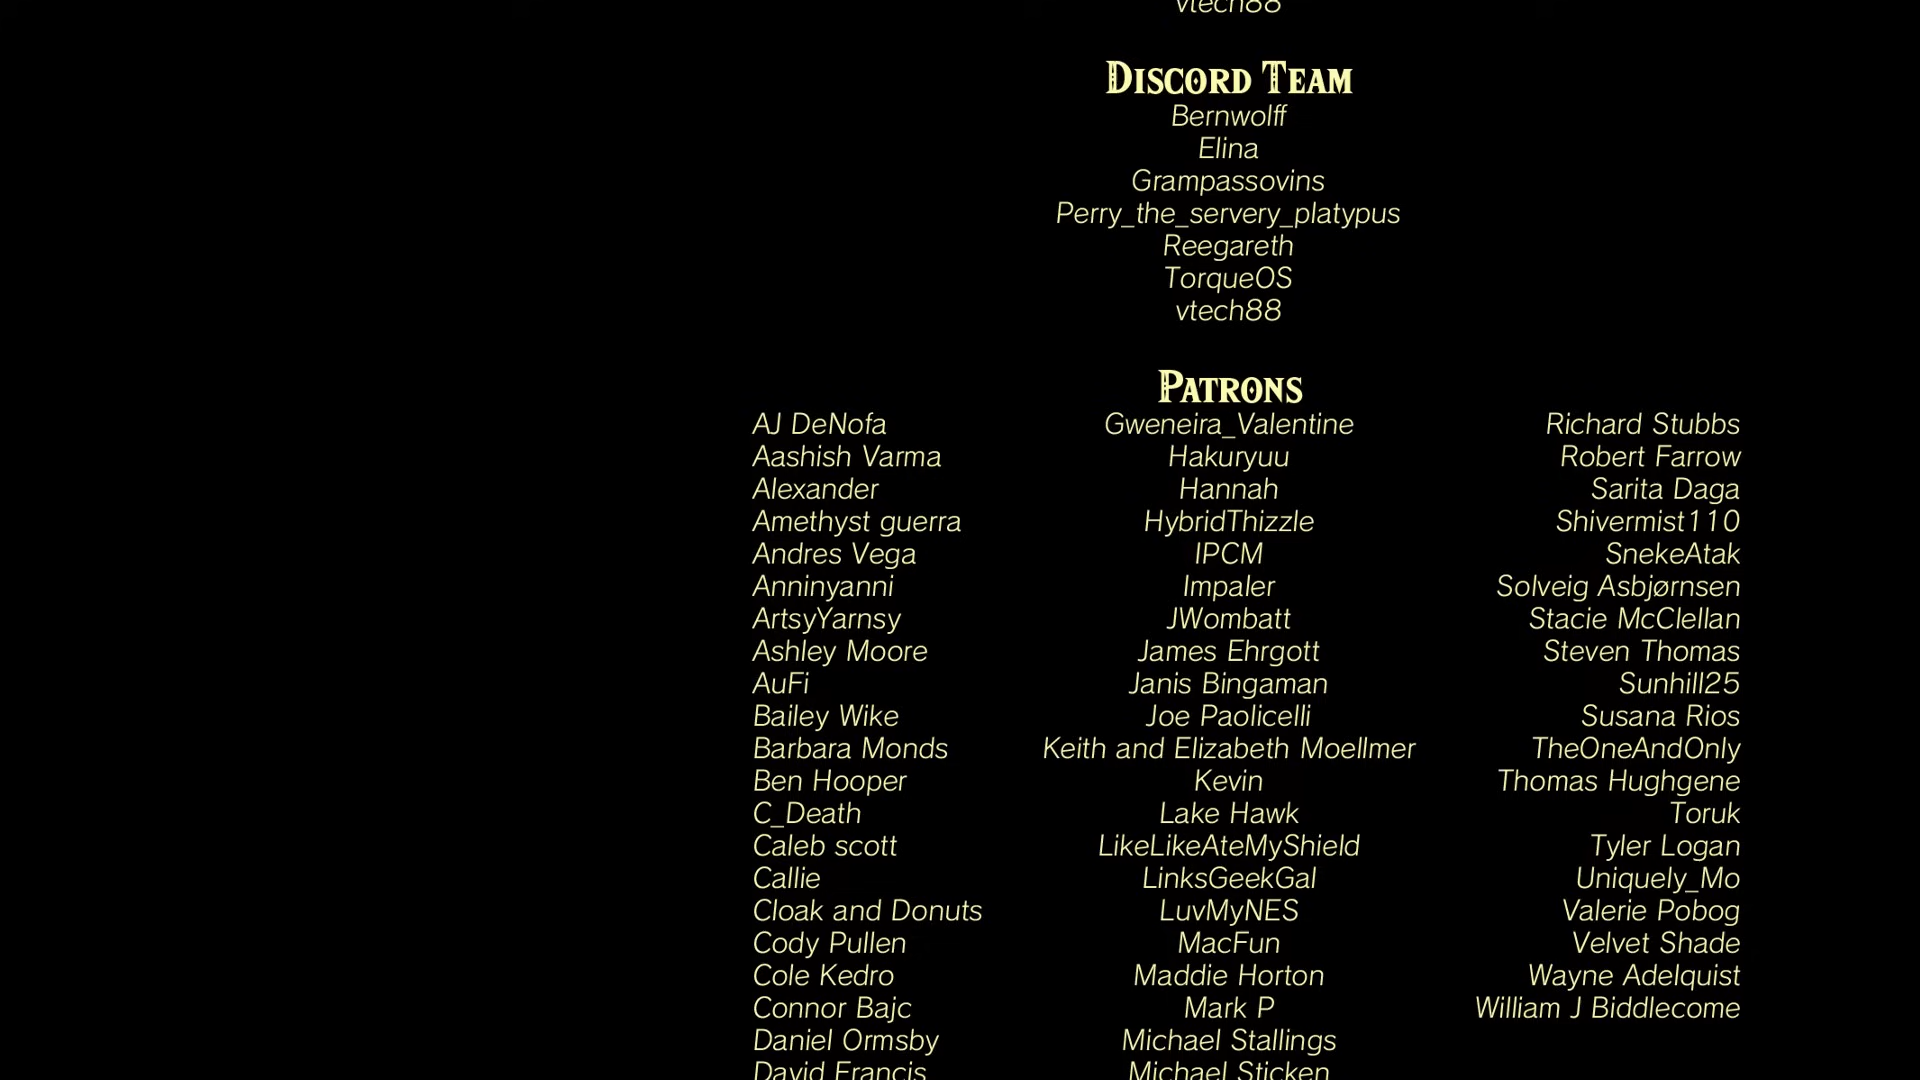 vtech88
Discord Team
Bernwolff
Elina
Grampassovins
Perry_the_servery_platypus
Reegareth
TorqueOS
vtech88
Patrons
AJ DeNofa Gweneira_Valentine Richard Stubbs
Aashish Varma Hakuryuu Robert Farrow
Alexander Hannah Sarita Daga
Amethyst guerra HybridThizzle Shivermist110
Andres Vega IPCM SnekeAtak
Anninyanni Impaler Solveig Asbjørnsen
ArtsyYarnsy JWombatt Stacie McClellan
Ashley Moore James Ehrgott Steven Thomas
AuFi Janis Bingaman Sunhill25
Bailey Wike Joe Paolicelli Susana Rios
Barbara Monds Keith and Elizabeth Moellmer TheOneAndOnly
Ben Hooper Kevin Thomas Hughgene
C_Death Lake Hawk Toruk
Caleb scott LikeLikeAteMyShield Tyler Logan
Callie LinksGeekGal Uniquely_Mo
Cloak and Donuts LuvMyNES Valerie Pobog
Cody Pullen MacFun Velvet Shade
Cole Kedro Maddie Horton Wayne Adelquist
Connor Bajc Mark P William J Biddlecome
Daniel Ormsby Michael Stallings
David Francis Michael Sticken